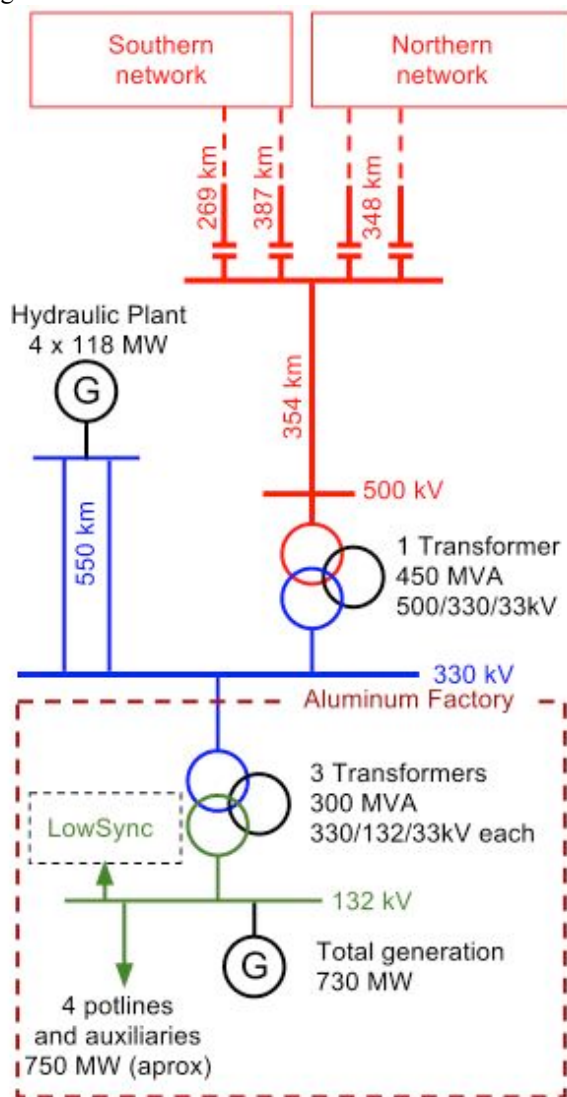 Southern
network
Northern
network
269 km
387 km
348 km
Hydraulic Plant
4 x 118 MW
G
354 km
550 km
500 kV
1 Transformer
450 MVA
500/330/33kV
330 kV
Aluminum Factory
3 Transformers
300 MVA
330/132/33kV each
LowSync
132 kV
G
Total generation
730 MW
4 potlines
and auxiliaries
750 MW (aprox)